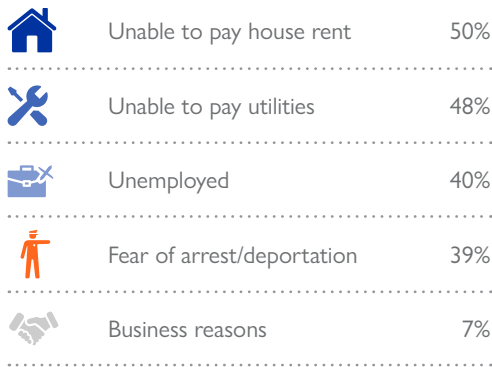 Unable to pay house rent 50%
Unable to pay utilities 48%
Unemployed 40%
Fear of arrest/deportation 39%
Business reasons 7%